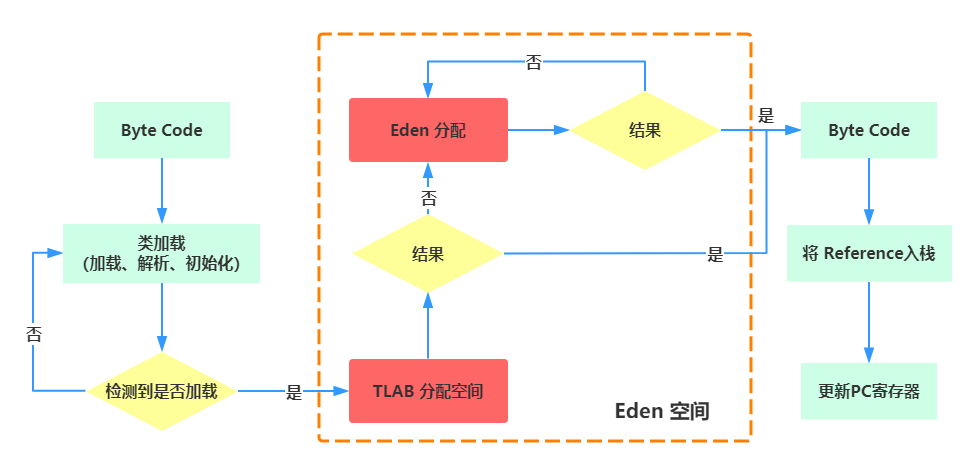 Byte Code
类加载
(加载、解析、初始化)
否
检测到是否加载
是
否
Eden 分配
结果
否
结果
是
TLAB 分配空间
Eden 空间
是
Byte Code
将 Reference入栈
更新PC寄存器